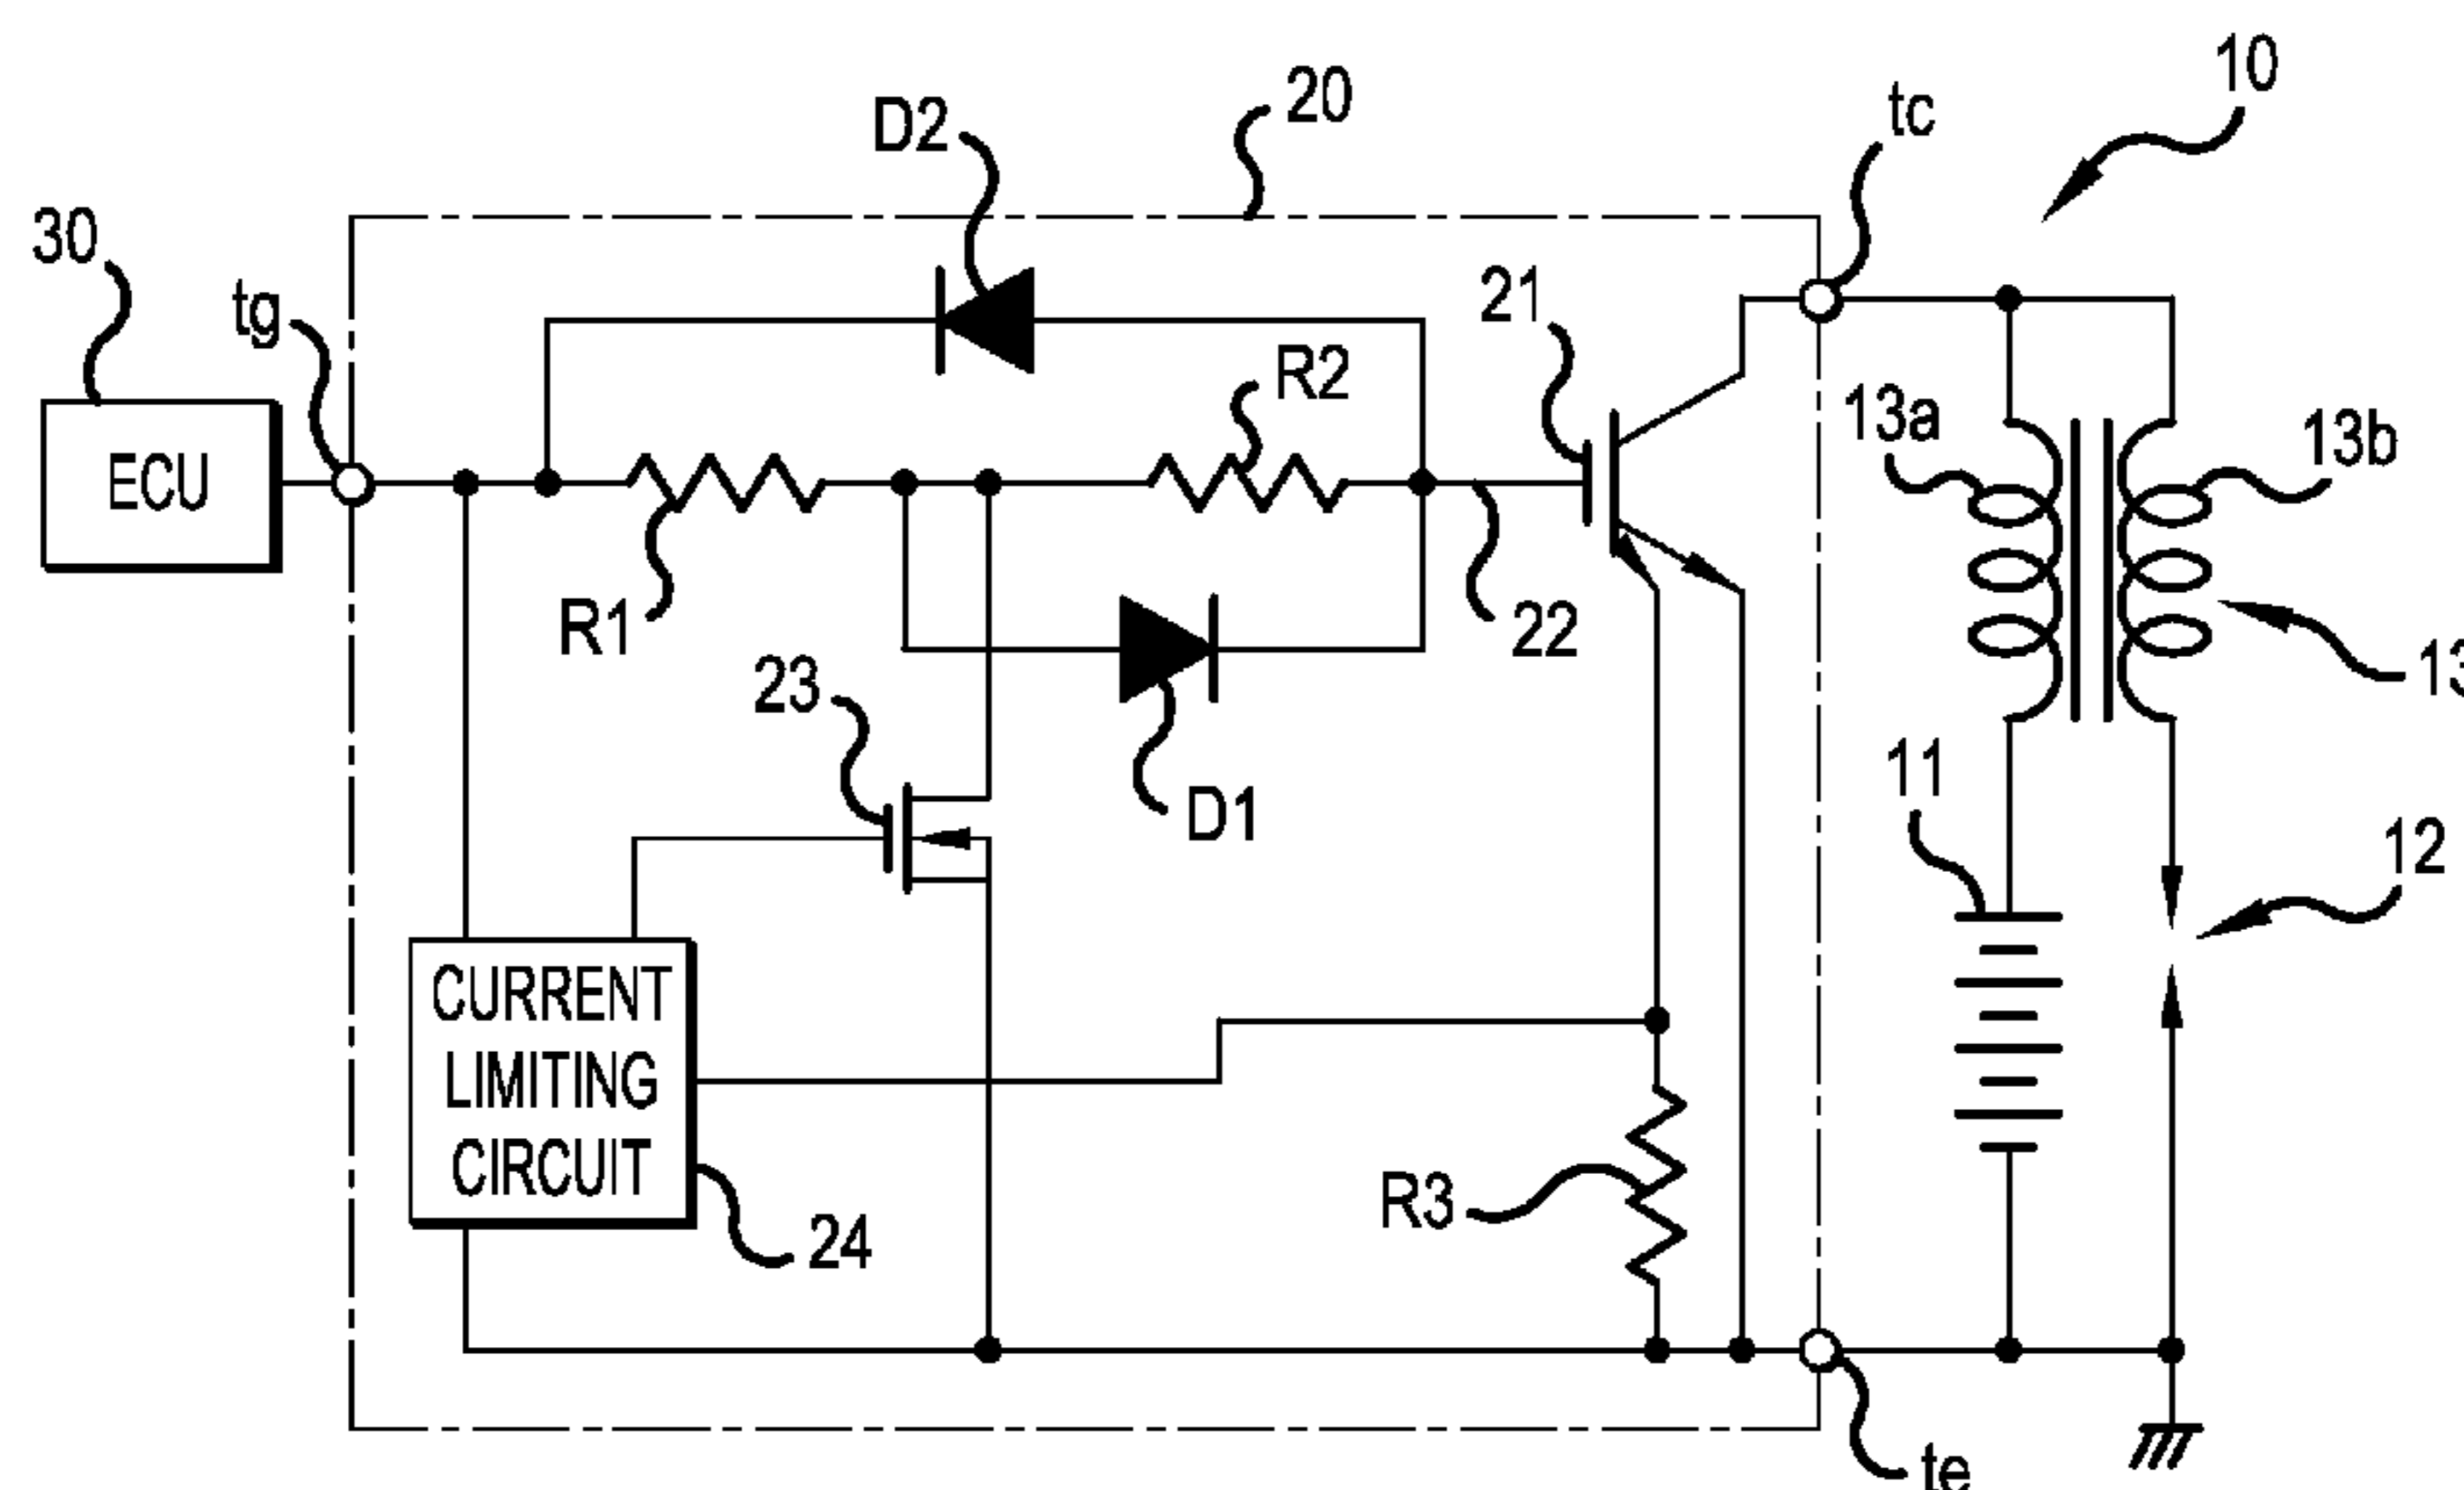 10
20
tc
D2
30
tg
21
R2
13a
13b
ECU
R1
22
23
13
11
D1
12
CURRENT
LIMITING
CIRCUIT
R3
24
te